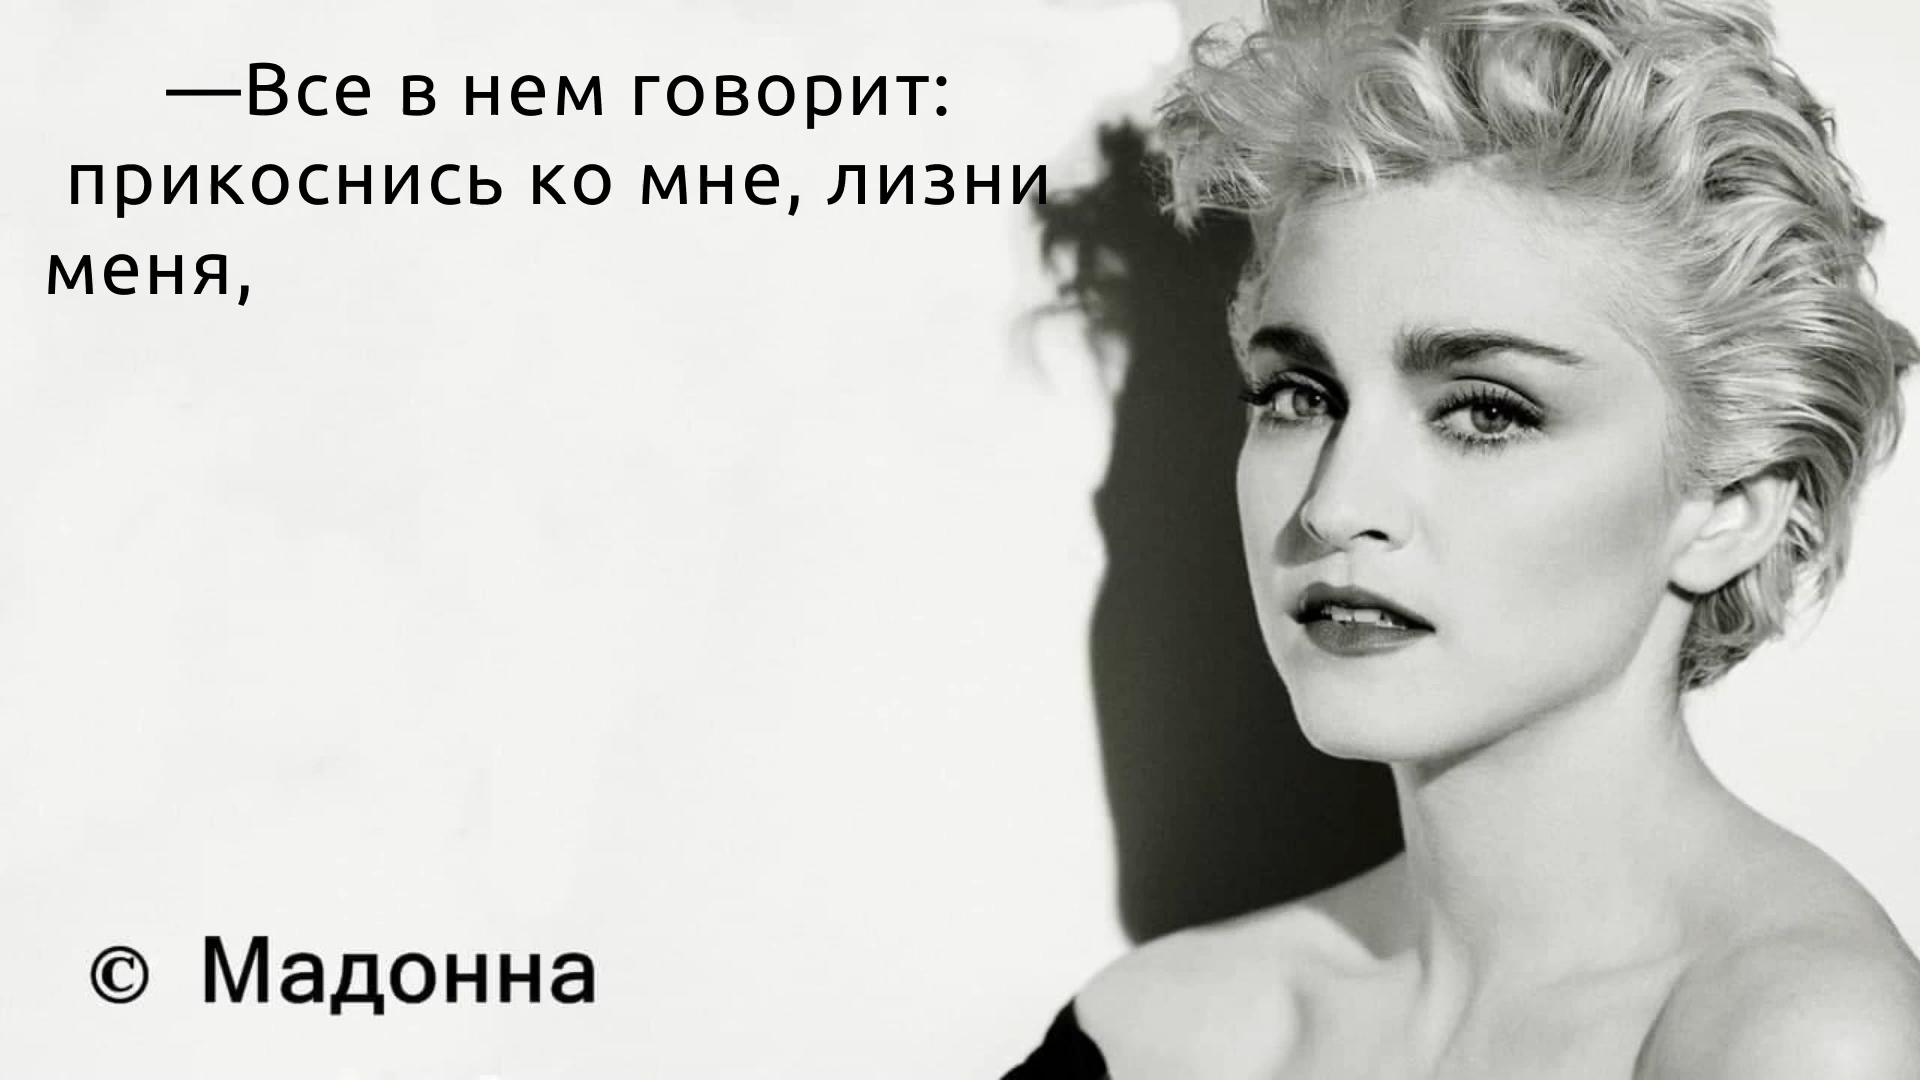 —Все в нем говорит:
прикоснись ко мне, лизни
меня,
© Мадонна